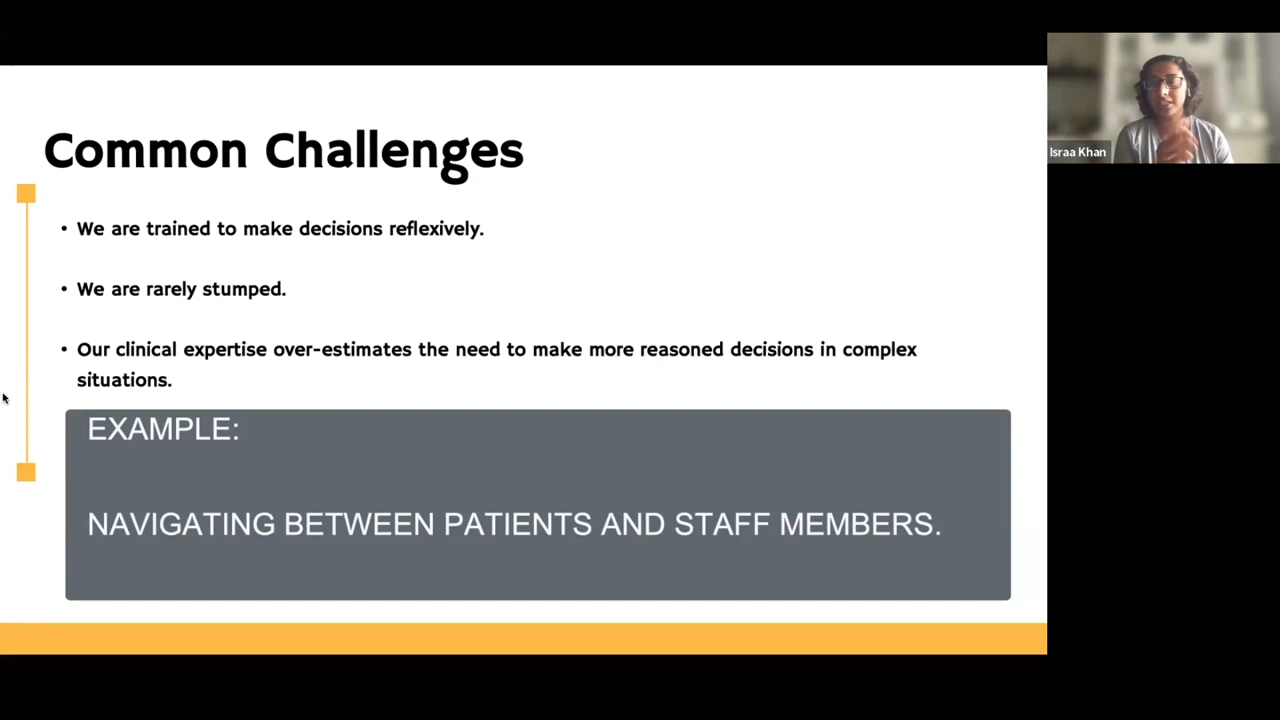 Common Challenges
• We are trained to make decisions reflexively.
• We are rarely stumped.
• Our clinical expertise over-estimates the need to make more reasoned decisions in complex
situations.
EXAMPLE:
NAVIGATING BETWEEN PATIENTS AND STAFF MEMBERS.
Israa Khan